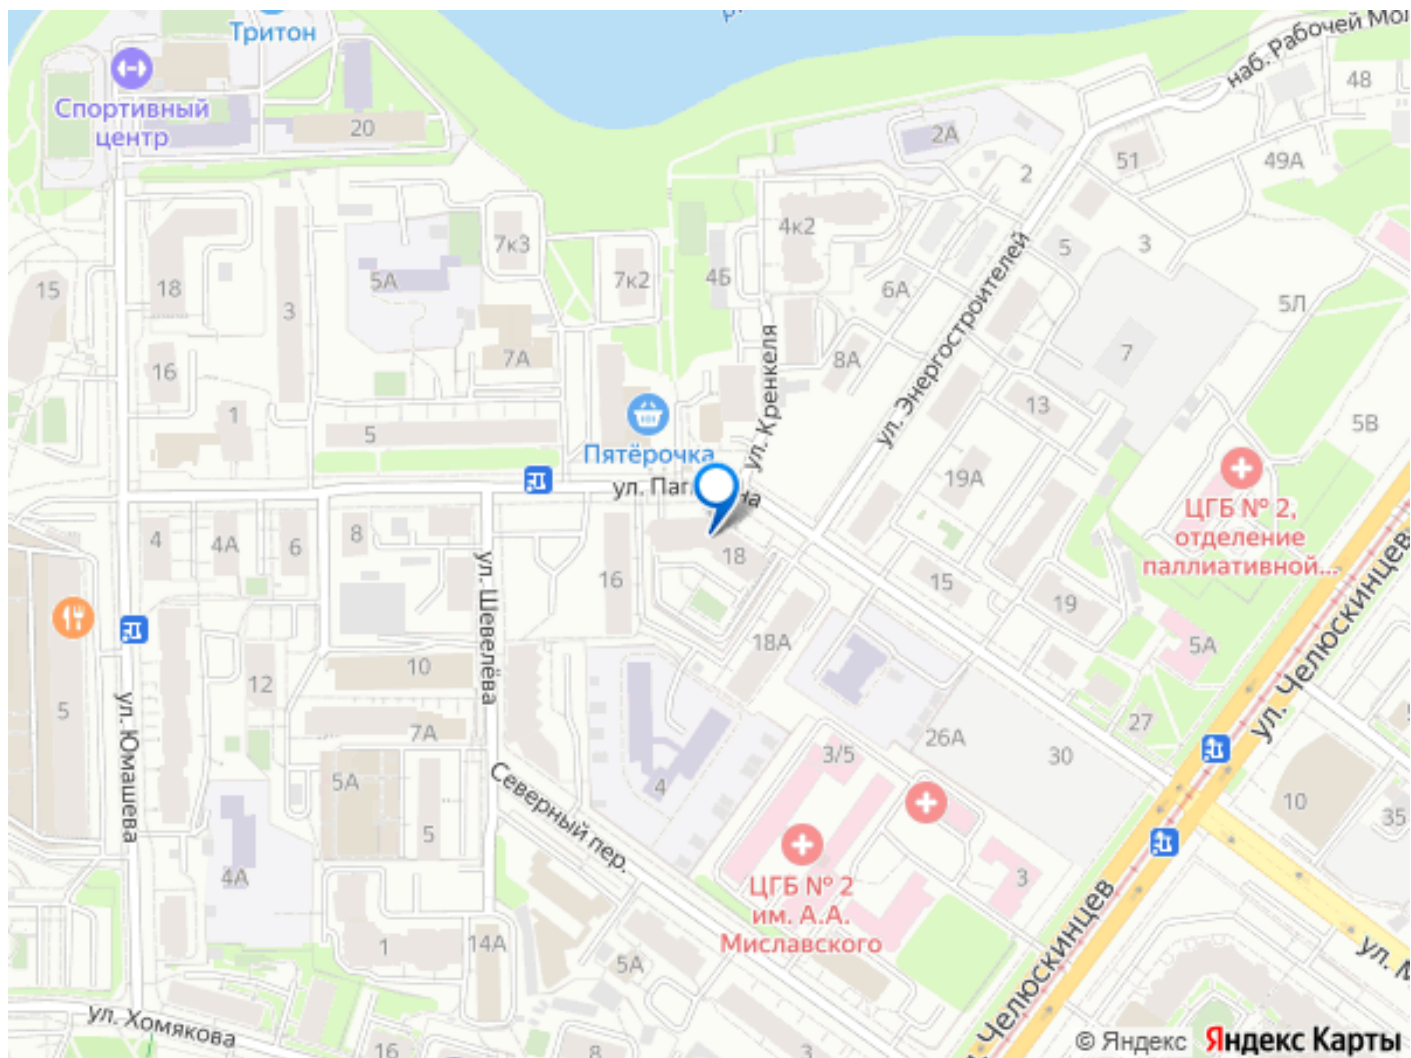 Тритон
р.
наб. Рабочей Мол
48
Спортивный
центр
20
2А
51
49А
2
4к2
7к3
5
3
5А
7к2
4Б
6А
15
18
3
5Л
ул. Энергостроителей
7А
8А
7
16
ул. Кренкеля
13
1
5В
5
Пятёрочка
19А
ул. Па
на
ЦГБ № 2,
отделение
паллиативной...
4
4А
6
8
18
ул. Шевелёва
16
15
19
18А
5А
ул. Челюскинцев
10
12
5
27
ул. Юмашева
7А
26А
30
3/5
5А
4
10
Северный пер.
35
5
4А
ЦГБ № 2
им. А.А.
Миславского
3
1
14А
5А
Челюскинцев
ул. М
ул. Хомякова
16
8
3
© Яндекс Яндекс Карты